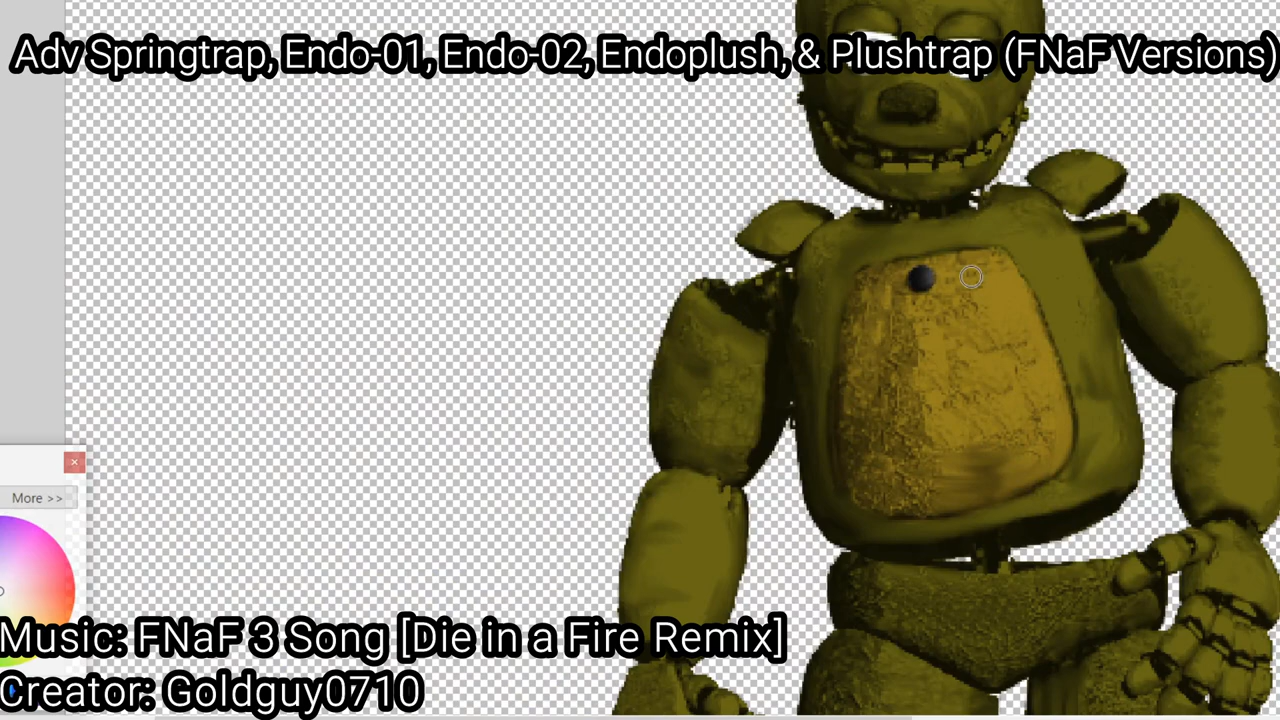 Adv Springtrap, Endo-01, Endo-02, Endoplush, & Plushtrap (FNaF Versions)
More >>
Music: FNaF 3 Song [Die in a Fire Remix]
Creator: Goldguy0710